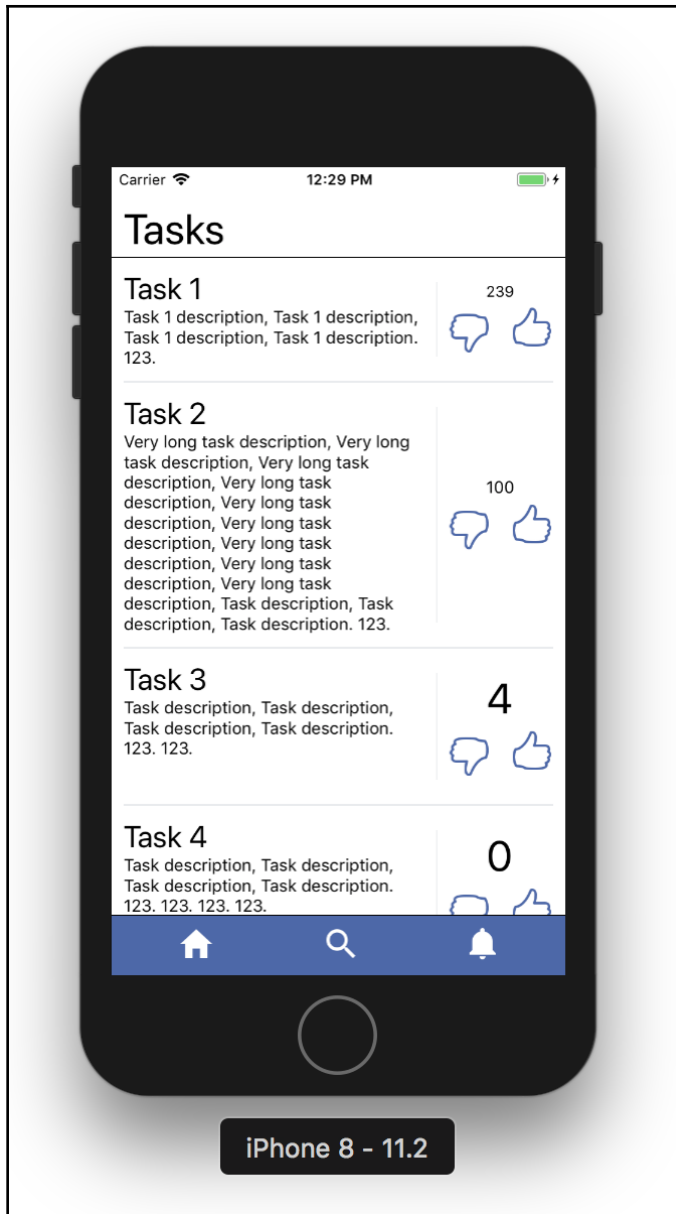 Carrier
12:29 PM
Tasks
Task 1
Task 1 description, Task 1 description,
Task 1 description, Task 1 description.
123.
239
Task 2
Very long task description, Very long
task description, Very long task
description, Very long task
description, Very long task
description, Very long task
description, Very long task
description, Very long task
description, Task description, Task
description, Task description. 123.
100
Task 3
Task description, Task description,
Task description, Task description.
123. 123.
4
Task 4
Task description, Task description,
Task description, Task description.
123. 123. 123. 123.
0
iPhone 8 - 11.2